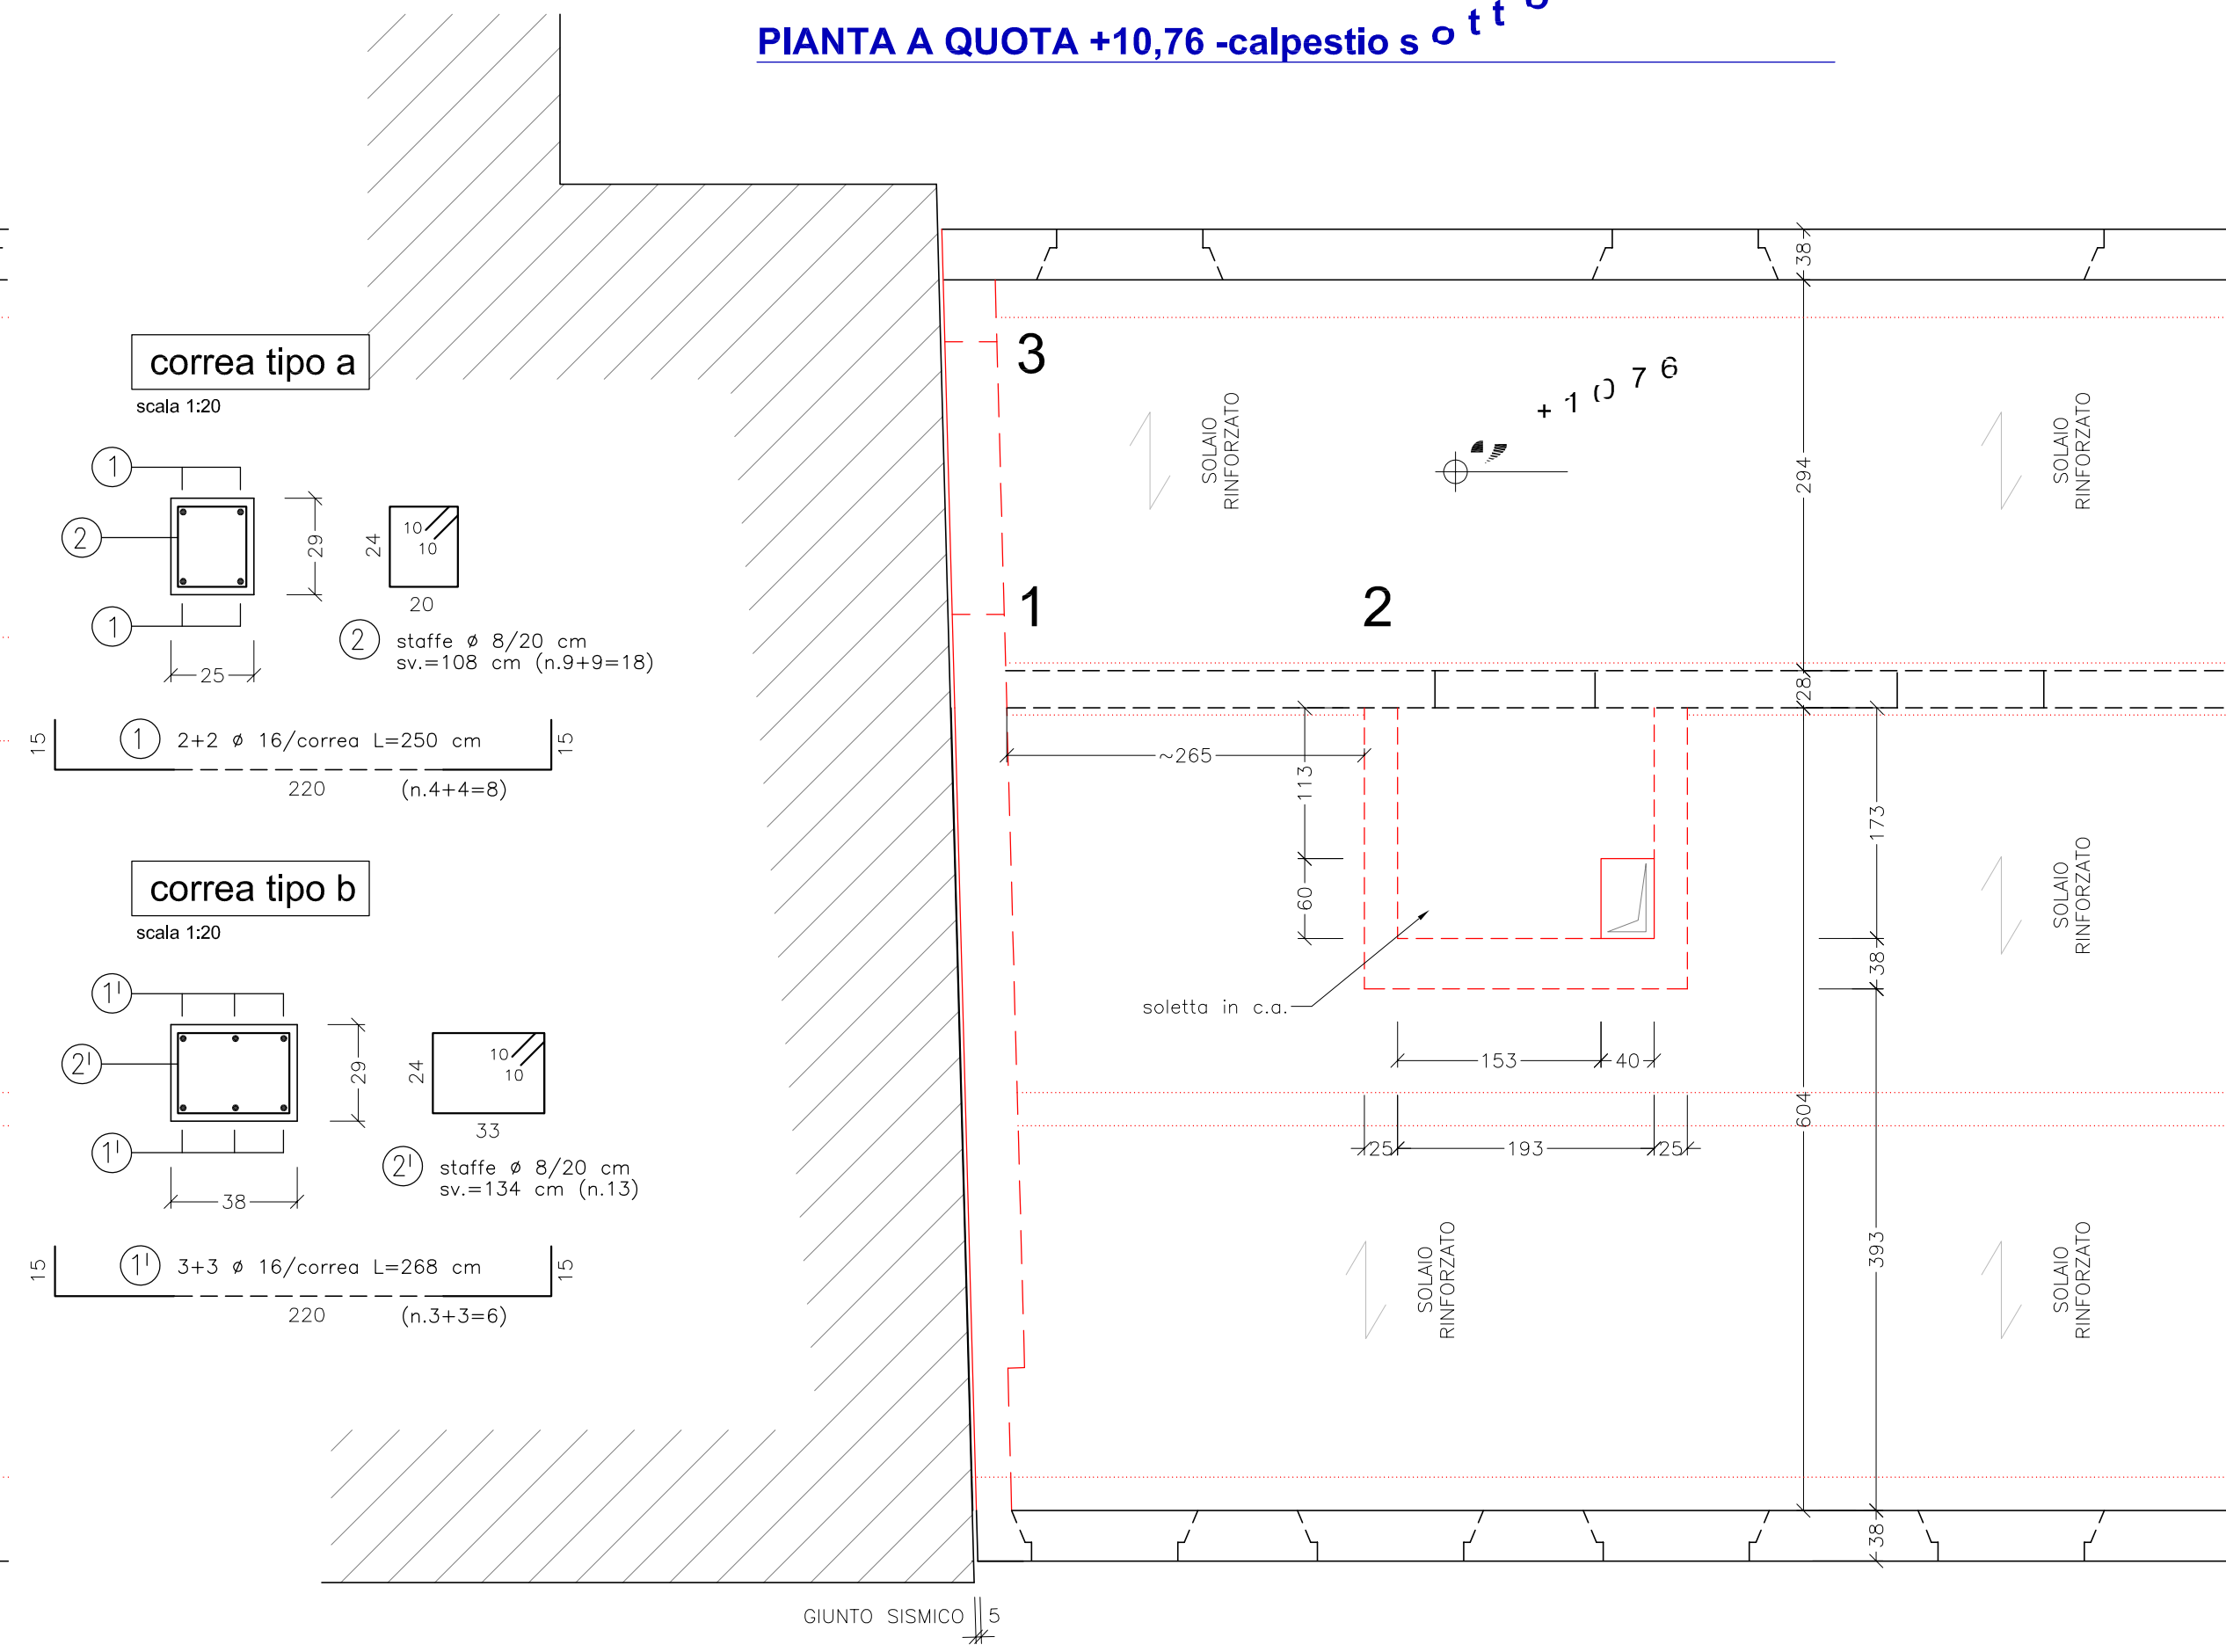 PIANTA A QUOTA +10,76 -calpestio sotto
correa tipo a
scala 1:20
1
2
1
29
25
24
10
10
20
2 staffe ø 8/20 cm
sv.=108 cm (n.9+9=18)
15
1 2+2 ø 16/correa L=250 cm
15
220 (n.4+4=8)
correa tipo b
scala 1:20
1'
2'
1'
29
38
24
10
10
33
2' staffe ø 8/20 cm
sv.=134 cm (n.13)
15
1' 3+3 ø 16/correa L=268 cm
15
220 (n.3+3=6)
3
1
2
SOLAIO
RINFORZATO
+1076
SOLAIO
RINFORZATO
38
294
28
~265
113
60
173
38
soletta in c.a.
153
40
604
25
193
25
393
38
SOLAIO
RINFORZATO
SOLAIO
RINFORZATO
SOLAIO
RINFORZATO
GIUNTO SISMICO 5